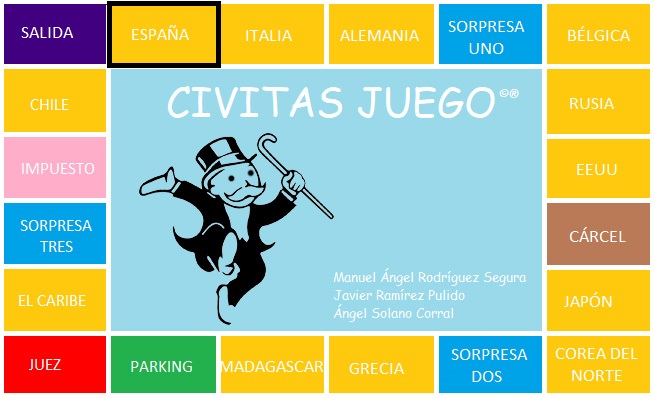 SALIDA
ESPAÑA
ITALIA
ALEMANIA
SORPRESA
UNO
BÉLGICA
CHILE
CIVITAS JUEGO ©®
RUSIA
IMPUESTO
EEUU
SORPRESA
TRES
CÁRCEL
EL CARIBE
Manuel Ángel Rodríguez Segura
Javier Ramírez Pulido
Ángel Solano Corral
JAPÓN
JUEZ
PARKING
MADAGASCAR
GRECIA
SORPRESA
DOS
COREA DEL
NORTE